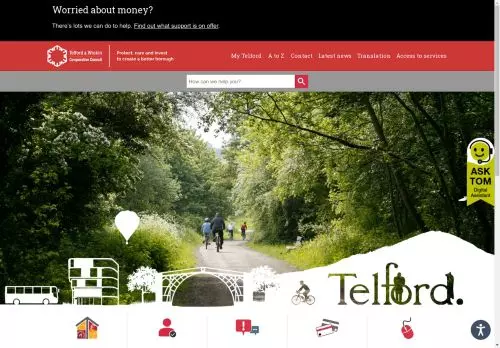 Worried about money?
There's lots we can do to help. Find out what support is on offer.
Telford & Wrekin
Co-operative Council
Protect, care and invest
to create a better borough
My Telford
A to Z
Contact
Latest news
Translation
Access to services
How can we help you?
ASK
TOM
Digital
Assistant
Telford.